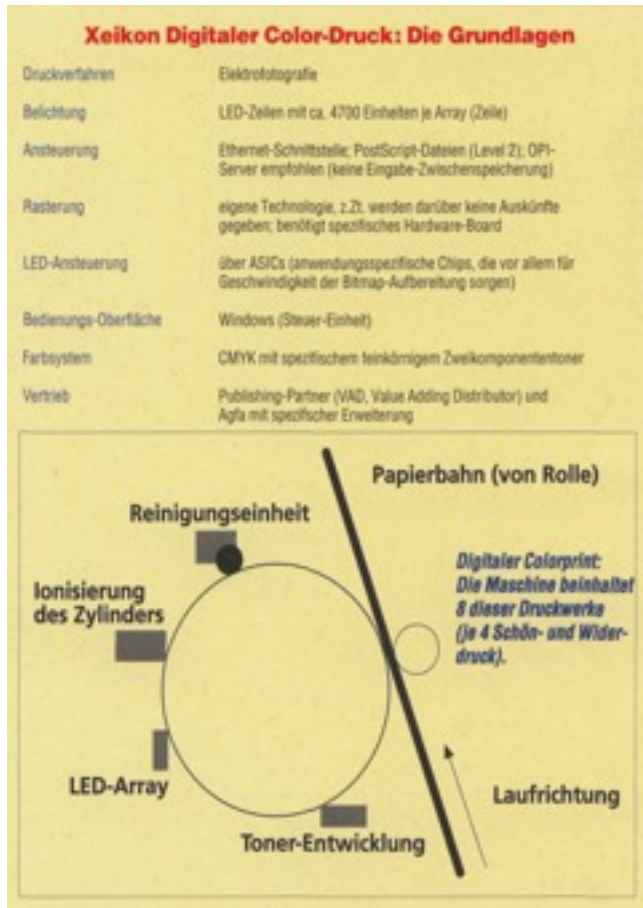 Xeikon Digitaler Color-Druck: Die Grundlagen
Druckverfahren Elektrofotografie
Belichtung LED-Zeilen mit ca. 4700 Einheiten je Array (Zeile)
Ansteuerung Ethernet-Schnittstelle; PostScript-Dateien (Level 2); OPI-
Server empfohlen (keine Eingabe-Zwischenspeicherung)
Rasterung eigene Technologie, z.Zt. werden darüber keine Auskünfte
gegeben; benötigt spezifisches Hardware-Board
LED-Ansteuerung über ASICs (anwendungsspezifische Chips, die vor allem für
Geschwindigkeit der Bitmap-Aufbereitung sorgen)
Bedienungs-Oberfläche Windows (Steuer-Einheit)
Farbsystem CMYK mit spezifischem feinkörnigem Zweikomponententoner
Vertrieb Publishing-Partner (VAD, Value Adding Distributor) und
Agfa mit spezifscher Erweiterung
Papierbahn (von Rolle)
Reinigungseinheit
Digitaler Colorprint:
Die Maschine beinhaltet
8 dieser Druckwerke
(je 4 Schön- und Wider-
druck).
Ionisierung
des Zylinders
LED-Array
Laufrichtung
Toner-Entwicklung